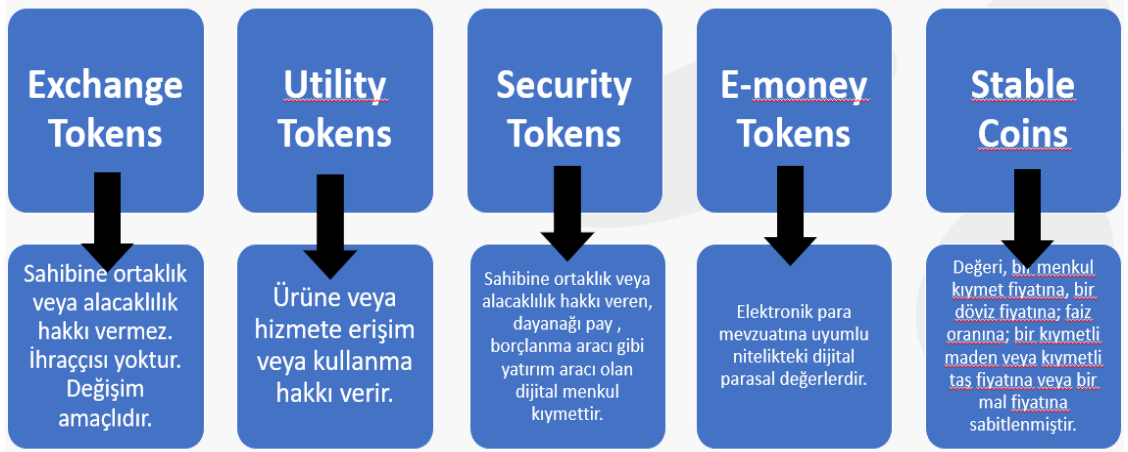 Exchange
Tokens
Utility
Tokens
Security
Tokens
E-money
Tokens
Stable
Coins
Sahibine ortaklık
veya alacaklılık
hakkı vermez.
İhraççısı yoktur.
Değişim
amaçlıdır.
Ürüne veya
hizmete erişim
veya kullanma
hakkı verir.
Sahibine ortaklık veya
alacaklılık hakkı veren,
dayanağı pay ,
borçlanma aracı gibi
yatırım aracı olan
dijital menkul
kıymettir.
Elektronik para
mevzuatına uyumlu
nitelikteki dijital
parasal değerlerdir.
Değeri, bir menkul
kıymet fiyatına, bir
döviz fiyatına; faiz
oranına; bir kıymetli
maden veya kıymetli
taş fiyatına veya bir
mal fiyatına
sabitlenmiştir.